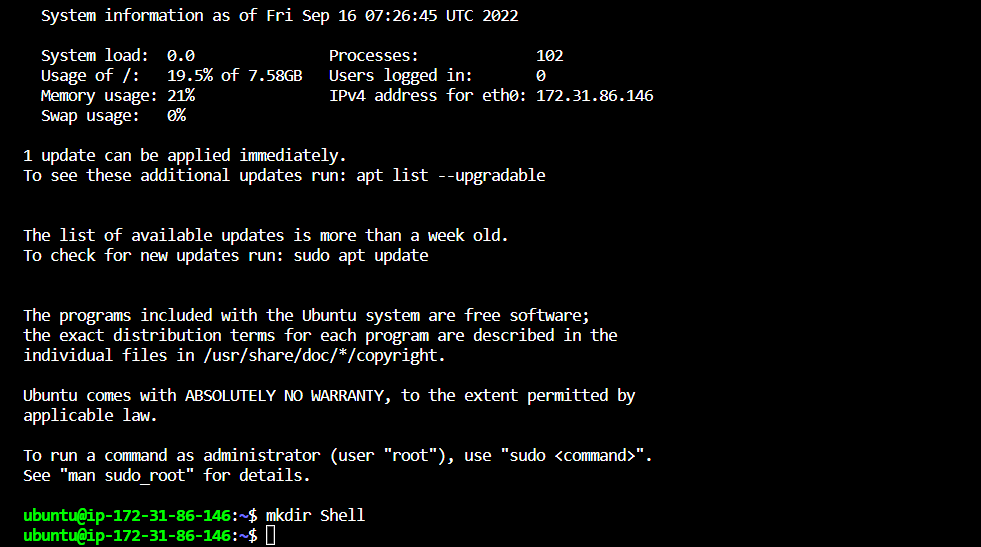 System information as of Fri Sep 16 07:26:45 UTC 2022
System load:  0.0               Processes:             102
Usage of /:   19.5% of 7.58GB   Users logged in:       0
Memory usage: 21%               IPv4 address for eth0: 172.31.86.146
Swap usage:   0%
1 update can be applied immediately.
To see these additional updates run: apt list --upgradable
The list of available updates is more than a week old.
To check for new updates run: sudo apt update
The programs included with the Ubuntu system are free software;
the exact distribution terms for each program are described in the
individual files in /usr/share/doc/*/copyright.
Ubuntu comes with ABSOLUTELY NO WARRANTY, to the extent permitted by
applicable law.
To run a command as administrator (user "root"), use "sudo <command>".
See "man sudo_root" for details.
ubuntu@ip-172-31-86-146:~$ mkdir Shell
ubuntu@ip-172-31-86-146:~$